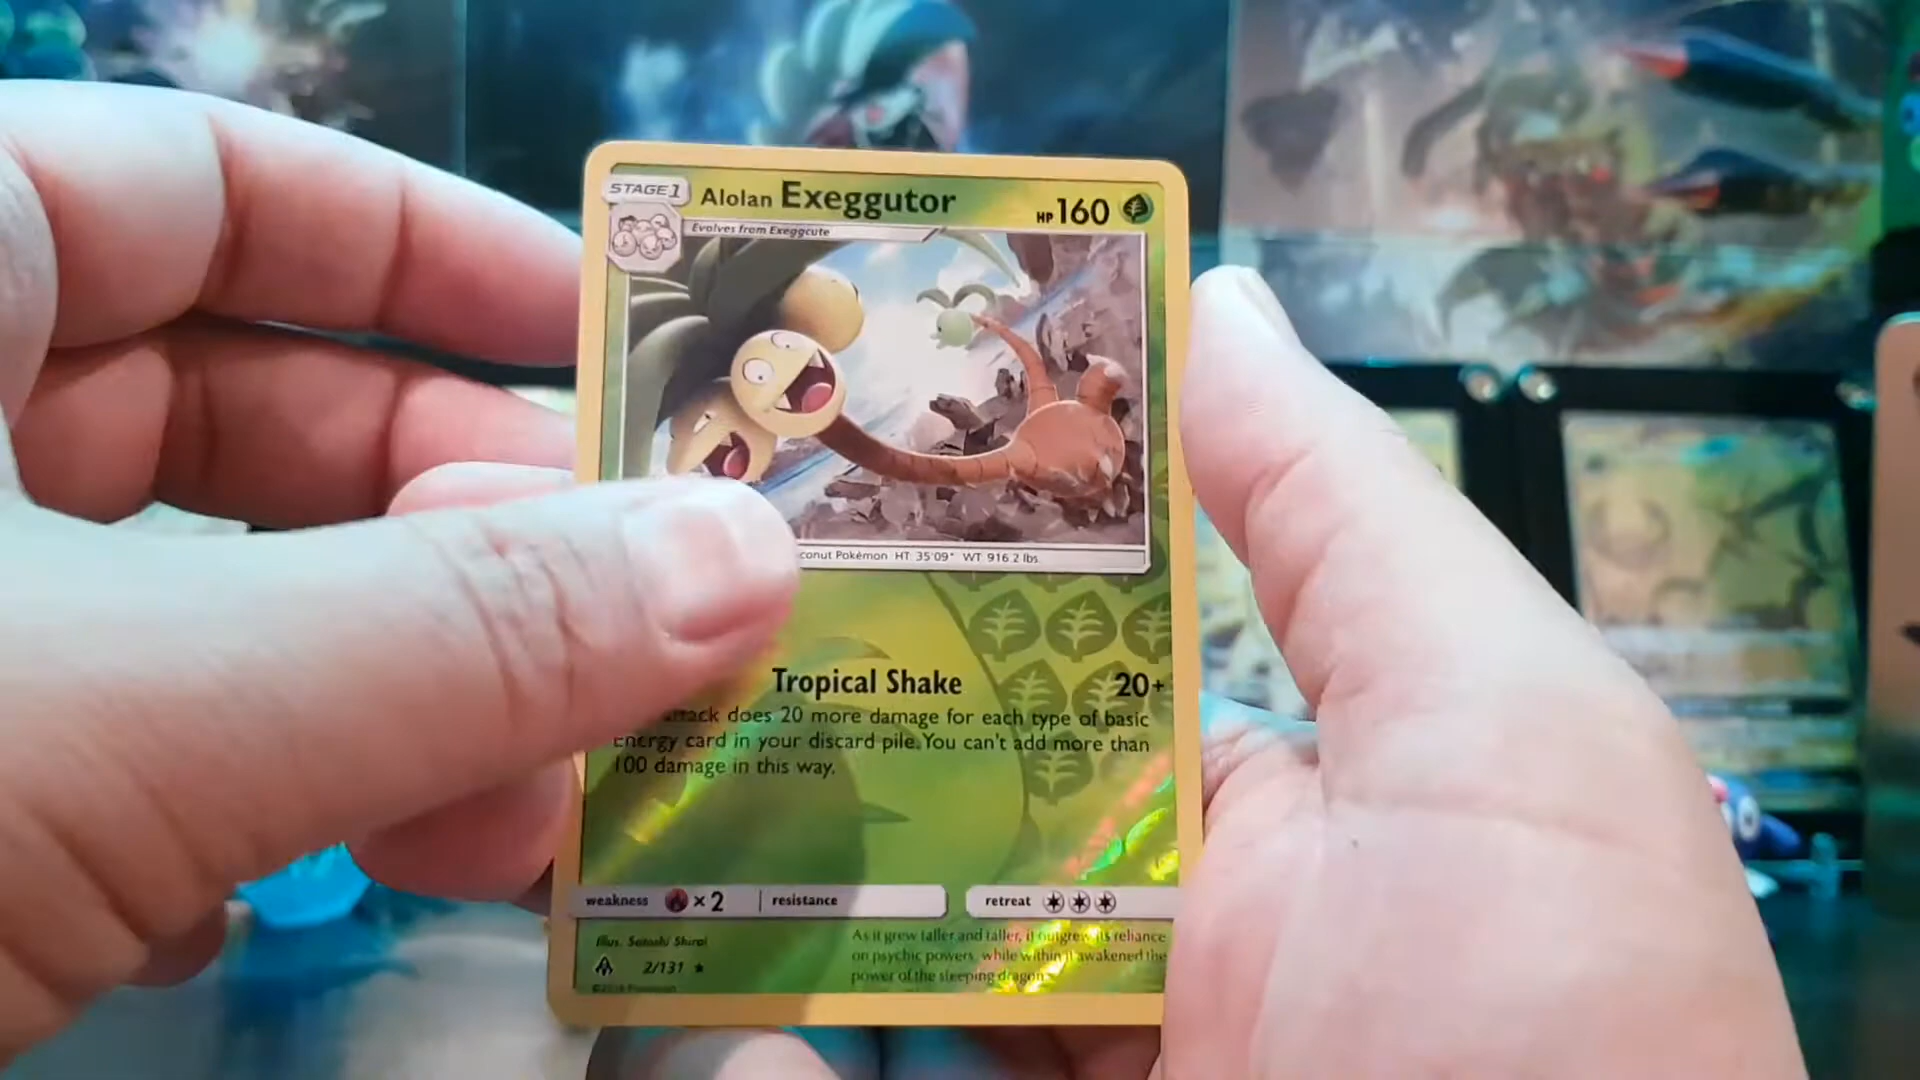 STAGE 1 Alolan Exeggutor HP 160
Evolves from Exeggcute
conut Pokémon HT: 35'09" WT: 916.2 lbs.
Tropical Shake 20+
attack does 20 more damage for each type of basic
Energy card in your discard pile. You can't add more than
100 damage in this way.
weakness ×2 resistance retreat
Illus. Satoshi Shirai
2/131 ★
As it grew taller and taller, it outgrew its reliance
on psychic powers, while within it awakened the
power of the sleeping dragon.